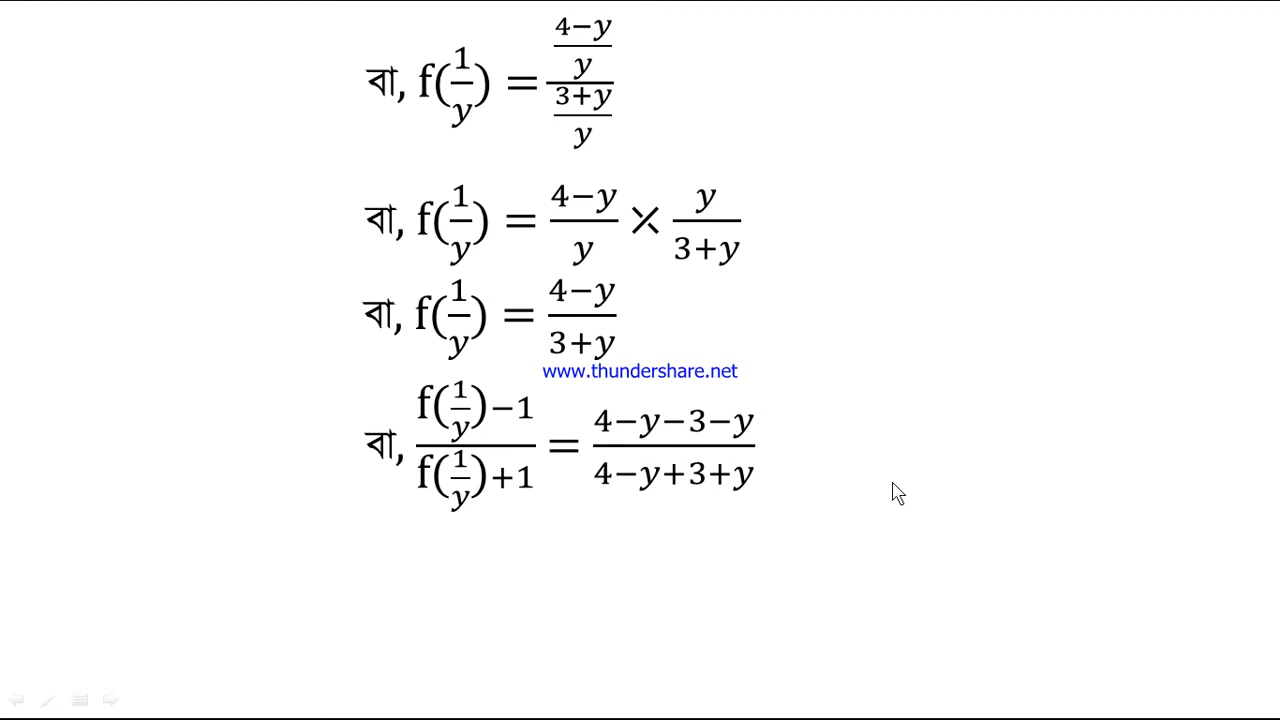 বা, f(1/y) = ((4−y)/y)/((3+y)/y)
বা, f(1/y) = (4−y)/y × y/(3+y)
বা, f(1/y) = (4−y)/(3+y)
www.thundershare.net
বা, (f(1/y)−1)/(f(1/y)+1) = (4−y−3−y)/(4−y+3+y)